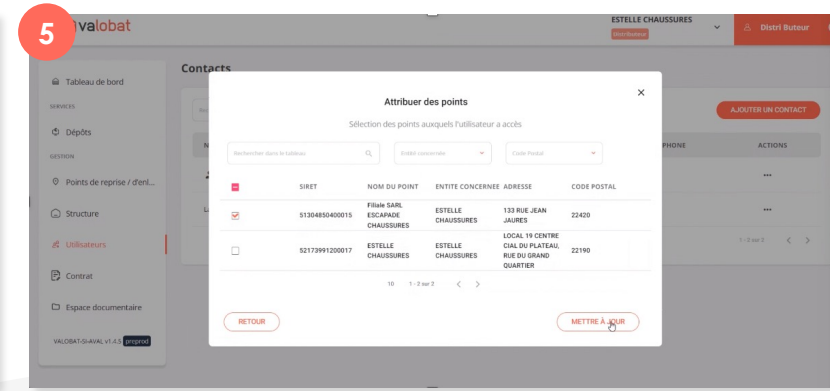 5
valobat
ESTELLE CHAUSSURES
Distributeur
Distri Buteur
Tableau de bord
SERVICES
Dépôts
GESTION
Points de reprise / d'enl...
Structure
Utilisateurs
Contrat
Espace documentaire
VALOBAT-SI-AVAL v1.4.5 preprod
Contacts
AJOUTER UN CONTACT
PHONE ACTIONS
1 - 2 sur 2
Attribuer des points
Sélection des points auxquels l'utilisateur a accès
Rechercher dans le tableau
Entité concernée
Code Postal
SIRET NOM DU POINT ENTITE CONCERNEE ADRESSE CODE POSTAL
51304850400015 Filiale SARL ESCAPADE CHAUSSURES ESTELLE CHAUSSURES 133 RUE JEAN JAURES 22420
52173991200017 ESTELLE CHAUSSURES ESTELLE CHAUSSURES LOCAL 19 CENTRE CIAL DU PLATEAU, RUE DU GRAND QUARTIER 22190
10 1 - 2 sur 2
RETOUR
METTRE À JOUR